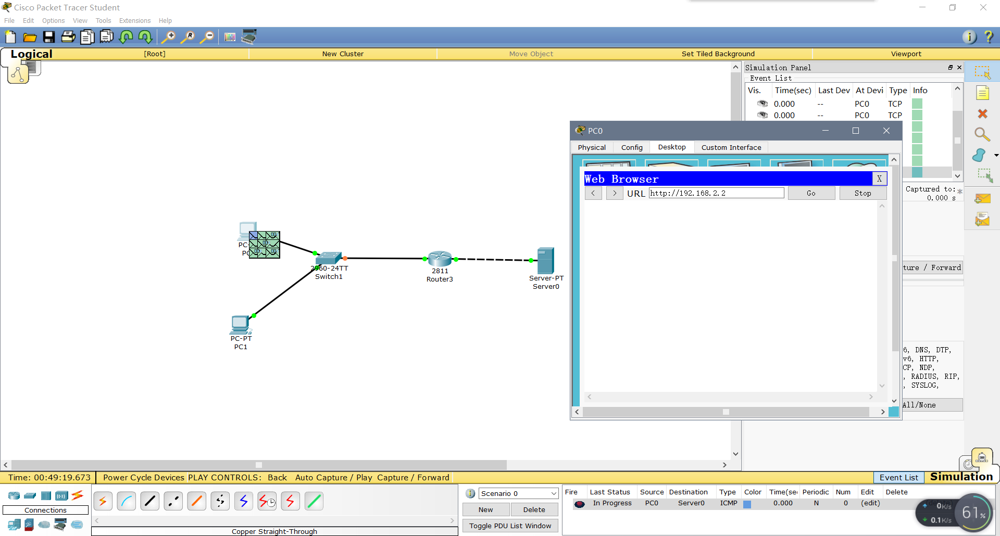 Cisco Packet Tracer Student
File Edit Options View Tools Extensions Help
Logical [Root] New Cluster Move Object Set Tiled Background Viewport
Simulation Panel
Event List
Vis. Time(sec) Last Dev At Devi Type Info
0.000 -- PC0 TCP
0.000 -- PC0 TCP
PC0
Physical Config Desktop Custom Interface
Web Browser X
< > URL http://192.168.2.2 Go Stop
Captured to:
0.000 s
PC-
PC
2960-24TT
Switch1
2811
Router3
Server-PT
Server0
PC-PT
PC1
ture / Forward
6, DNS, DTP,
v6, HTTP,
CP, NDP,
, RADIUS, RIP,
, SYSLOG,
All/None
Time: 00:49:19.673 Power Cycle Devices PLAY CONTROLS: Back Auto Capture / Play Capture / Forward Event List Simulation
Connections
Copper Straight-Through
Scenario 0
New Delete
Toggle PDU List Window
Fire Last Status Source Destination Type Color Time(sec Periodic Num Edit Delete
In Progress PC0 Server0 ICMP 0.000 N 0 (edit)
0K/s
0.1K/s
61%